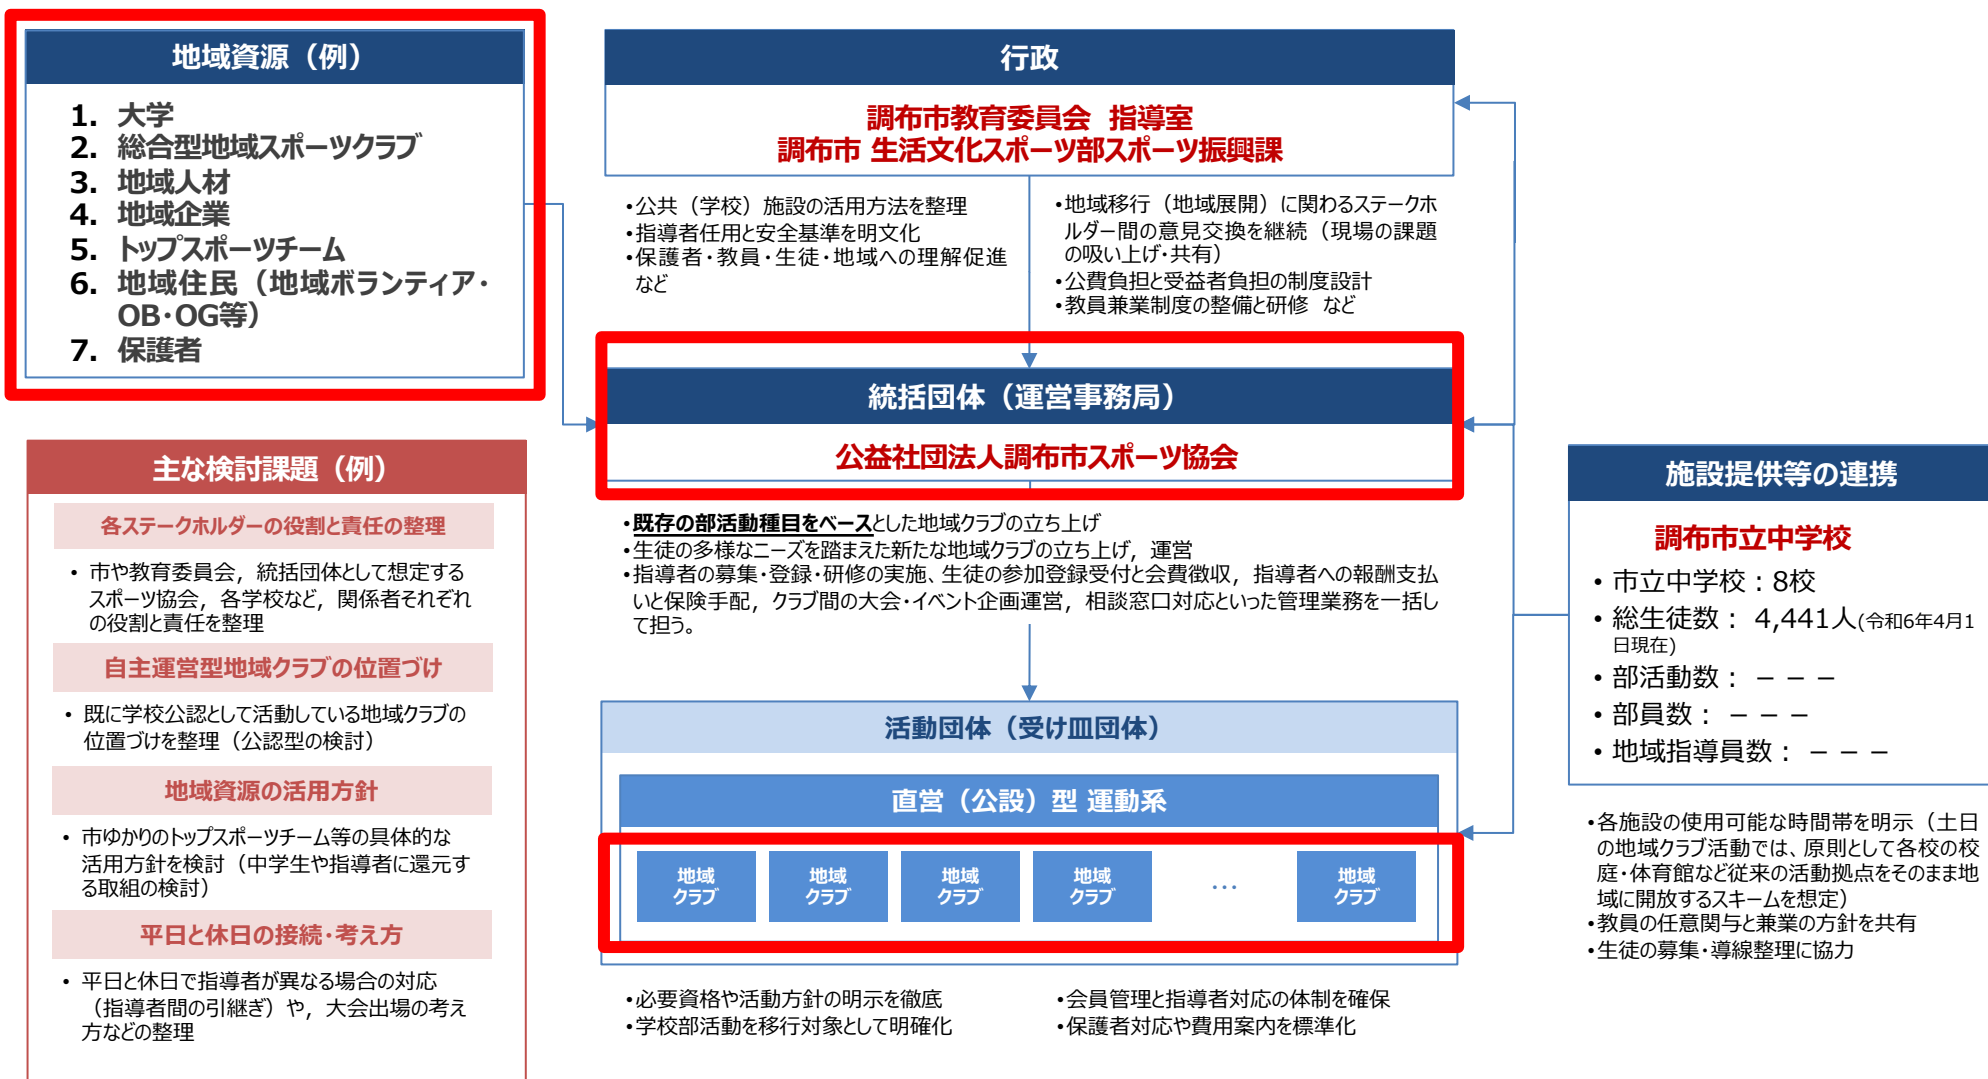 地域資源（例）
1. 大学
2. 総合型地域スポーツクラブ
3. 地域人材
4. 地域企業
5. トップスポーツチーム
6. 地域住民（地域ボランティア・
OB・OG等）
7. 保護者
主な検討課題（例）
各ステークホルダーの役割と責任の整理
• 市や教育委員会，統括団体として想定する
スポーツ協会，各学校など，関係者それぞれ
の役割と責任を整理
自主運営型地域クラブの位置づけ
• 既に学校公認として活動している地域クラブの
位置づけを整理（公認型の検討）
地域資源の活用方針
• 市ゆかりのトップスポーツチーム等の具体的な
活用方針を検討（中学生や指導者に還元す
る取組の検討）
平日と休日の接続・考え方
• 平日と休日で指導者が異なる場合の対応
（指導者間の引継ぎ）や，大会出場の考え
方などの整理
行政
調布市教育委員会 指導室
調布市 生活文化スポーツ部スポーツ振興課
•公共（学校）施設の活用方法を整理
•指導者任用と安全基準を明文化
•保護者・教員・生徒・地域への理解促進
など
•地域移行（地域展開）に関わるステークホ
ルダー間の意見交換を継続（現場の課題
の吸い上げ・共有）
•公費負担と受益者負担の制度設計
•教員兼業制度の整備と研修 など
統括団体（運営事務局）
公益社団法人調布市スポーツ協会
•既存の部活動種目をベースとした地域クラブの立ち上げ
•生徒の多様なニーズを踏まえた新たな地域クラブの立ち上げ，運営
•指導者の募集・登録・研修の実施、生徒の参加登録受付と会費徴収，指導者への報酬支払
いと保険手配，クラブ間の大会・イベント企画運営，相談窓口対応といった管理業務を一括し
て担う。
活動団体（受け皿団体）
直営（公設）型 運動系
地域
クラブ
地域
クラブ
地域
クラブ
地域
クラブ
…
地域
クラブ
•必要資格や活動方針の明示を徹底
•学校部活動を移行対象として明確化
•会員管理と指導者対応の体制を確保
•保護者対応や費用案内を標準化
施設提供等の連携
調布市立中学校
• 市立中学校：8校
• 総生徒数： 4,441人(令和6年4月1
日現在)
• 部活動数： － － －
• 部員数： － － －
• 地域指導員数： － － －
•各施設の使用可能な時間帯を明示（土日
の地域クラブ活動では、原則として各校の校
庭・体育館など従来の活動拠点をそのまま地
域に開放するスキームを想定）
•教員の任意関与と兼業の方針を共有
•生徒の募集・導線整理に協力